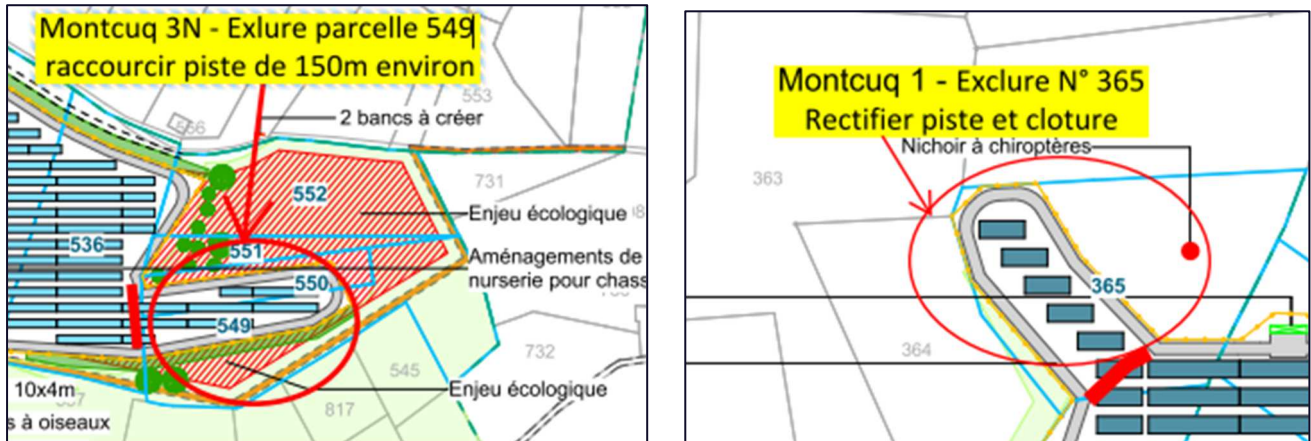 Montcuq 3N - Exlure parcelle 549
raccourcir piste de 150m environ
553
556
2 bancs à créer
552
731
Enjeu écologique
536
551
Aménagements de
nurserie pour chass
550
549
732
545
Enjeu écologique
10x4m
817
s à oiseaux
Montcuq 1 - Exclure N° 365
Rectifier piste et cloture
Nichoir à chiroptères
363
365
364